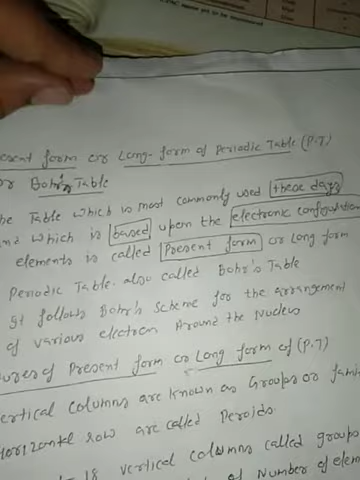 esent form or Long-form of Periodic Table (P.T)
or Bohr's Table
he Table which is most commonly used these days
nd which is based upon the electronic configuration
elements is called Present form or Long form
Periodic Table. also called Bohr's Table
It follows Bohr's Scheme for the arrangement
of various electron Around the Nucleus
ures of Present form or Long form of (P.T)
ertical columns are known as Groups or fami
Horizontal row are called Peroids.
18 vertical columns called groups
of Number of elem